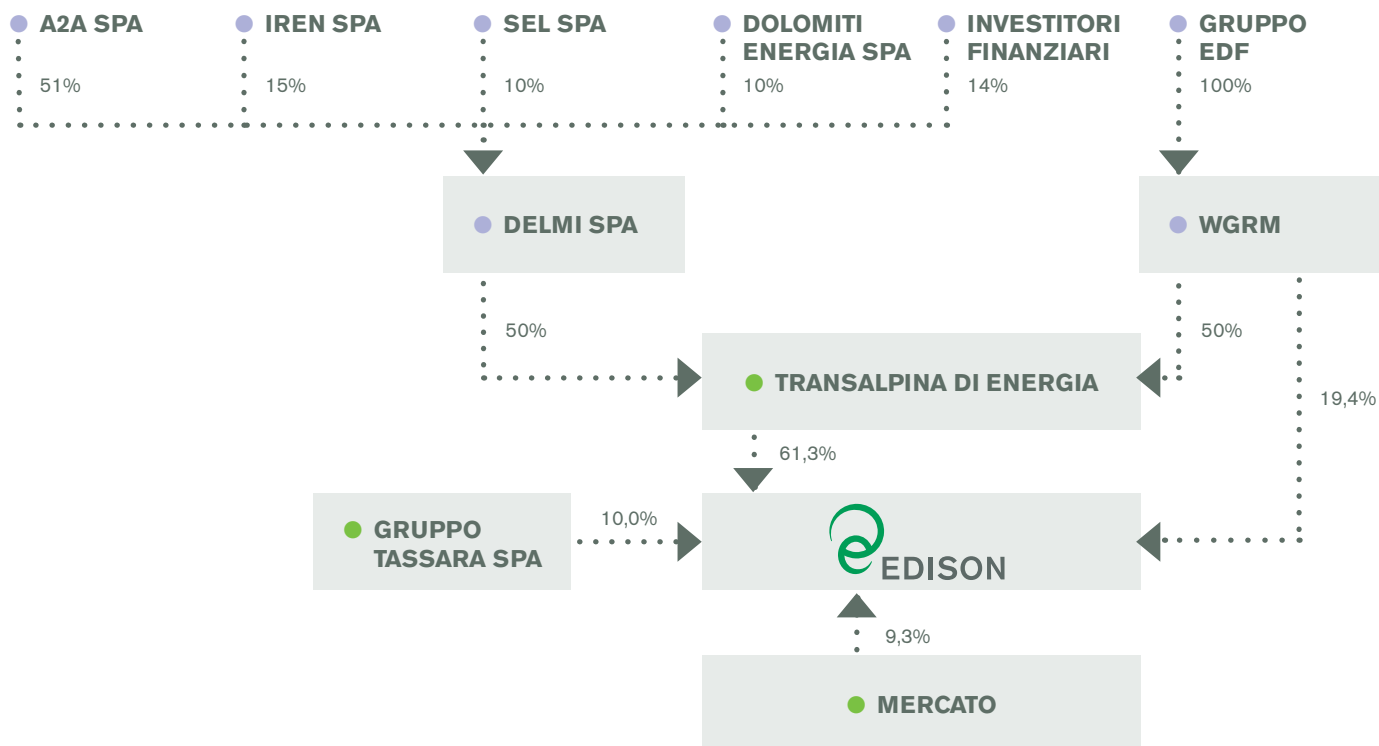 A2A SPA
IREN SPA
SEL SPA
DOLOMITI
ENERGIA SPA
INVESTITORI
FINANZIARI
GRUPPO
EDF
51%
15%
10%
10%
14%
100%
DELMI SPA
WGRM
50%
50%
TRANSALPINA DI ENERGIA
19,4%
61,3%
GRUPPO
TASSARA SPA
10,0%
EDISON
9,3%
MERCATO